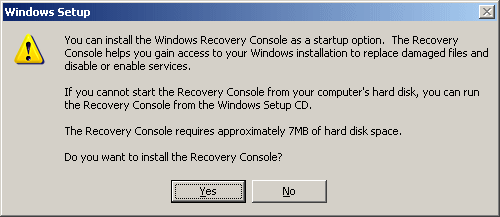 Windows Setup
You can install the Windows Recovery Console as a startup option.  The Recovery
Console helps you gain access to your Windows installation to replace damaged files and
disable or enable services.
If you cannot start the Recovery Console from your computer's hard disk, you can run
the Recovery Console from the Windows Setup CD.
The Recovery Console requires approximately 7MB of hard disk space.
Do you want to install the Recovery Console?
Yes
No